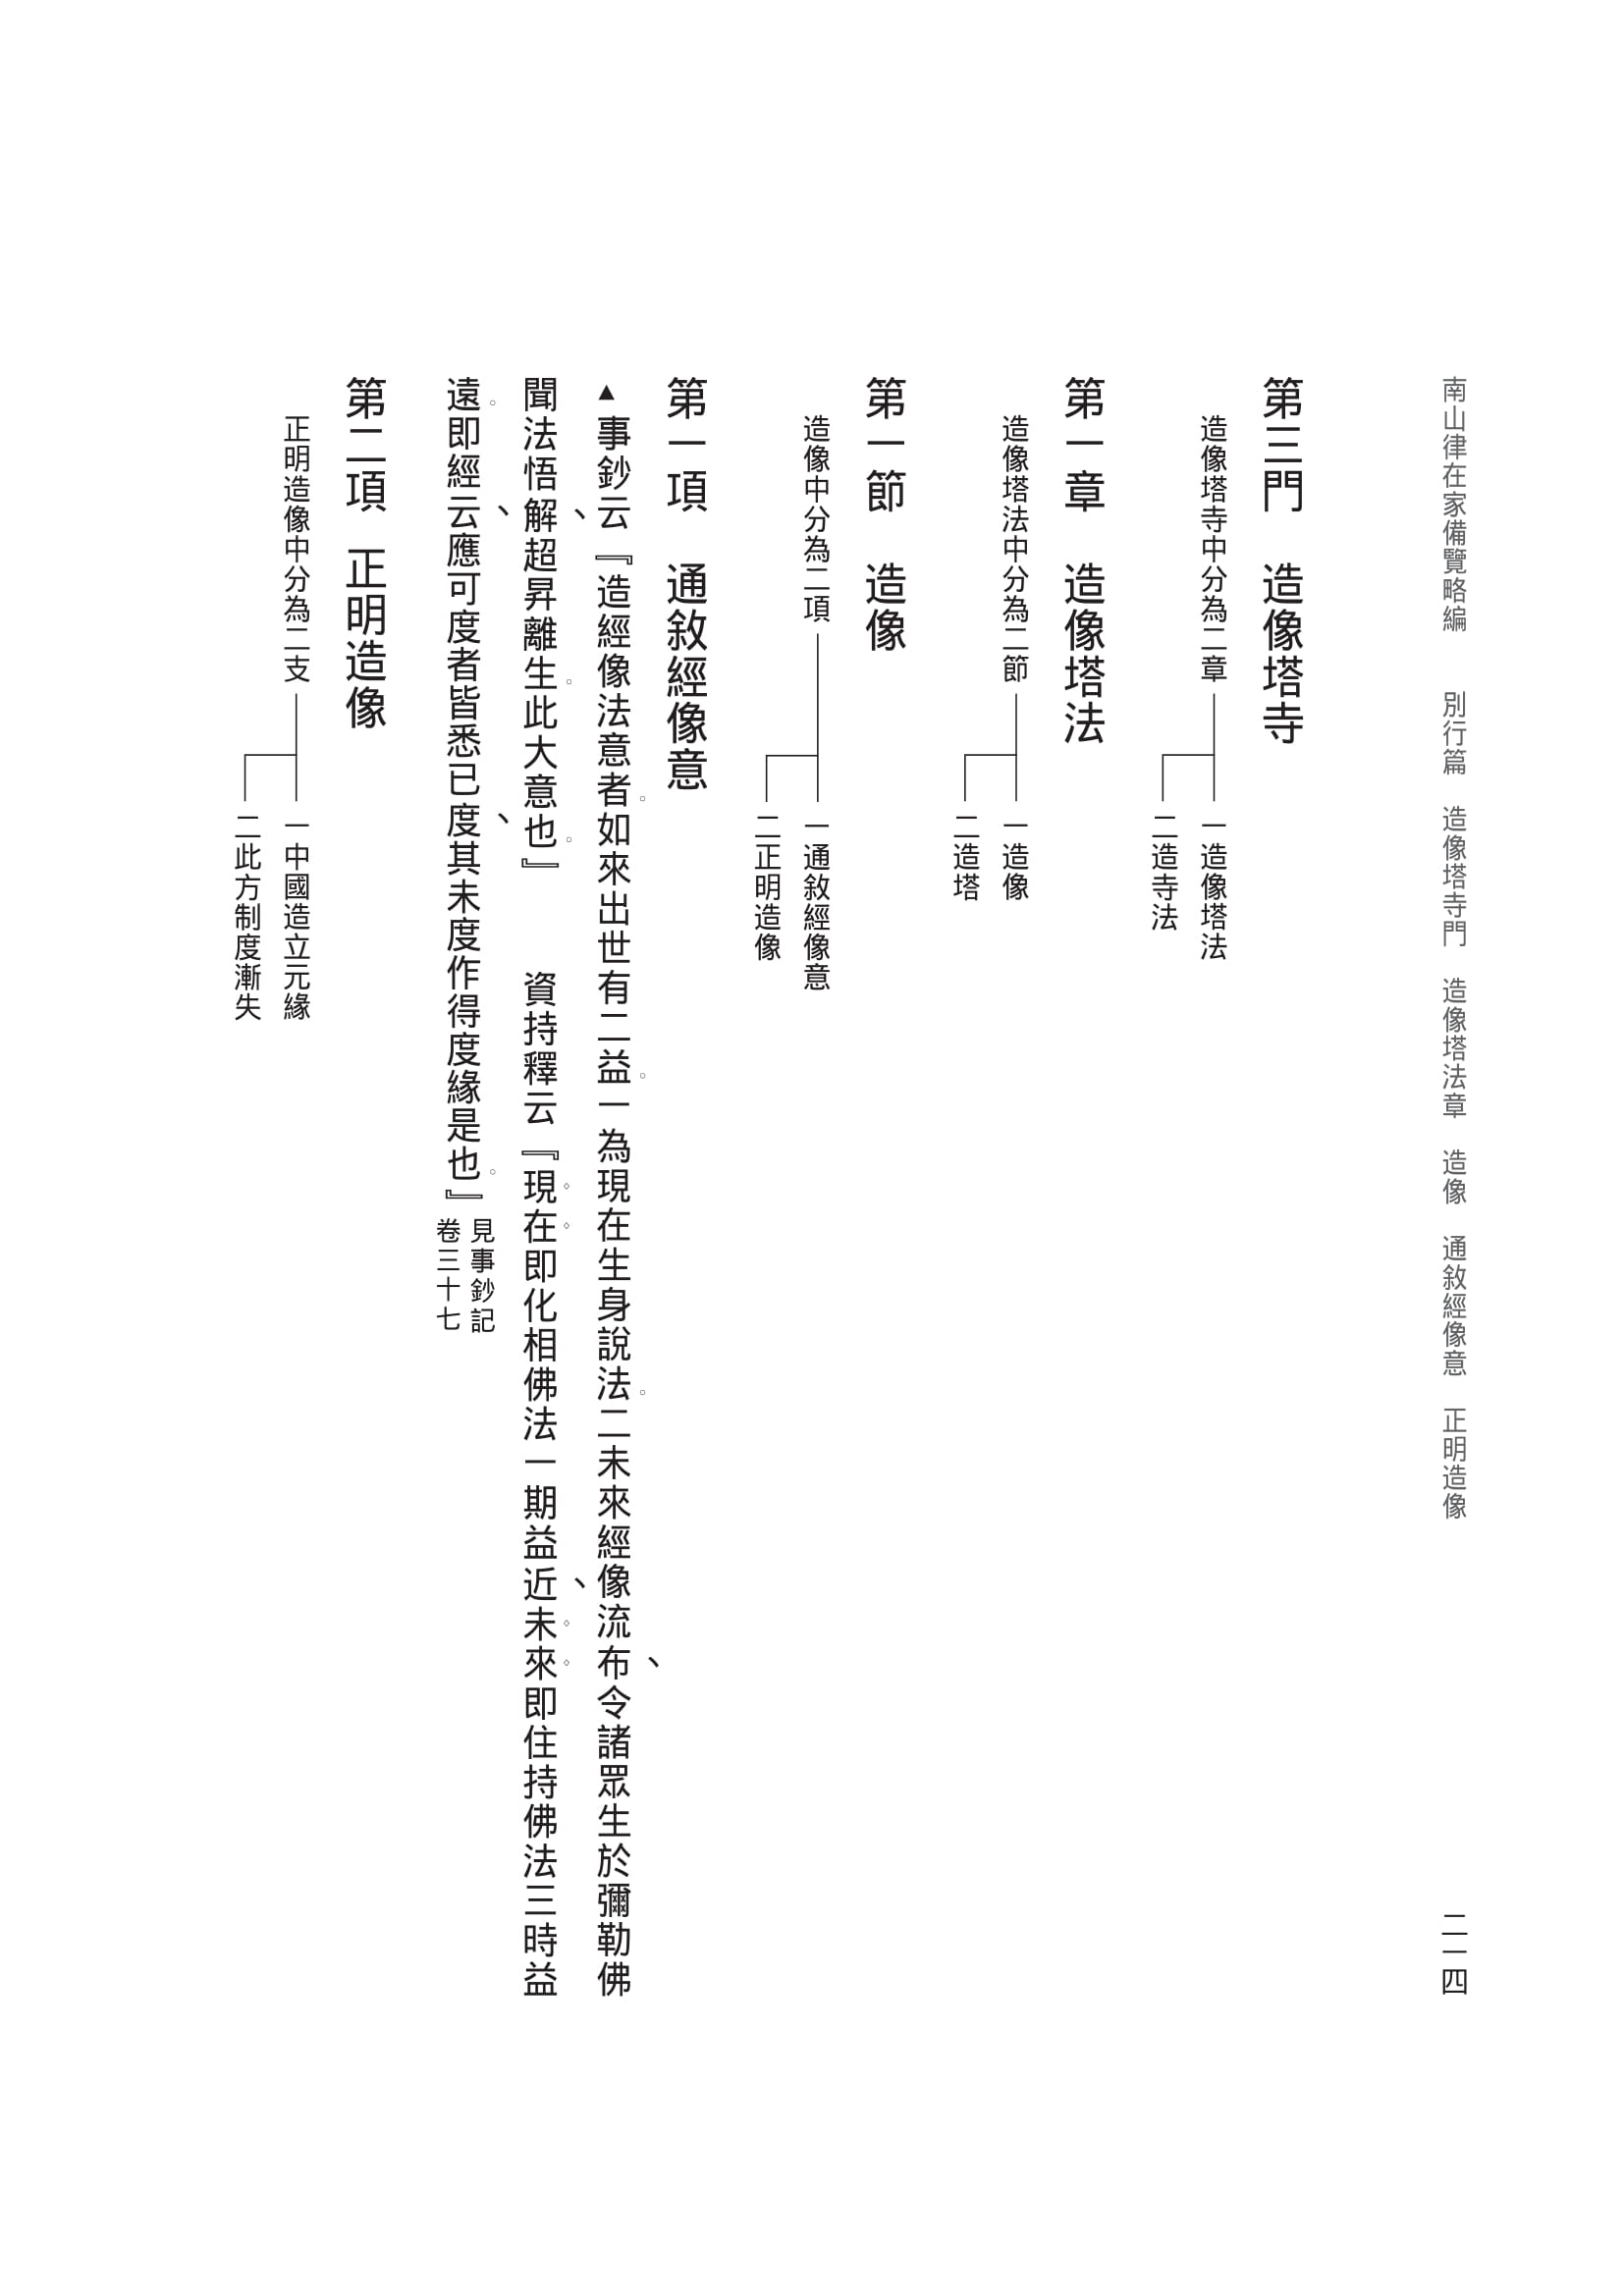 南山律在家備覽略編　　別行篇　造像塔寺門　造像塔法章　造像　通敘經像意　正明造像
二一四
第三門　造像塔寺
造像塔寺中分為二章
一造像塔法
二造寺法
第一章　造像塔法
造像塔法中分為二節
一造像
二造塔
第一節　造像
造像中分為二項
一通敘經像意
二正明造像
第一項　通敘經像意
▲事鈔云『造經像法意者。如來出世有二益。一為現在生身說法。二未來經像流布、令諸眾生於彌勒佛
聞法悟解、超昇離生。此大意也。』　　資持釋云『現在即化相佛法一期益近、未來即住持佛法三時益
遠。即經云、應可度者皆悉已度、其未度作得度緣是也。』
見事鈔記
卷三十七
第二項　正明造像
正明造像中分為二支
一中國造立元緣
二此方制度漸失